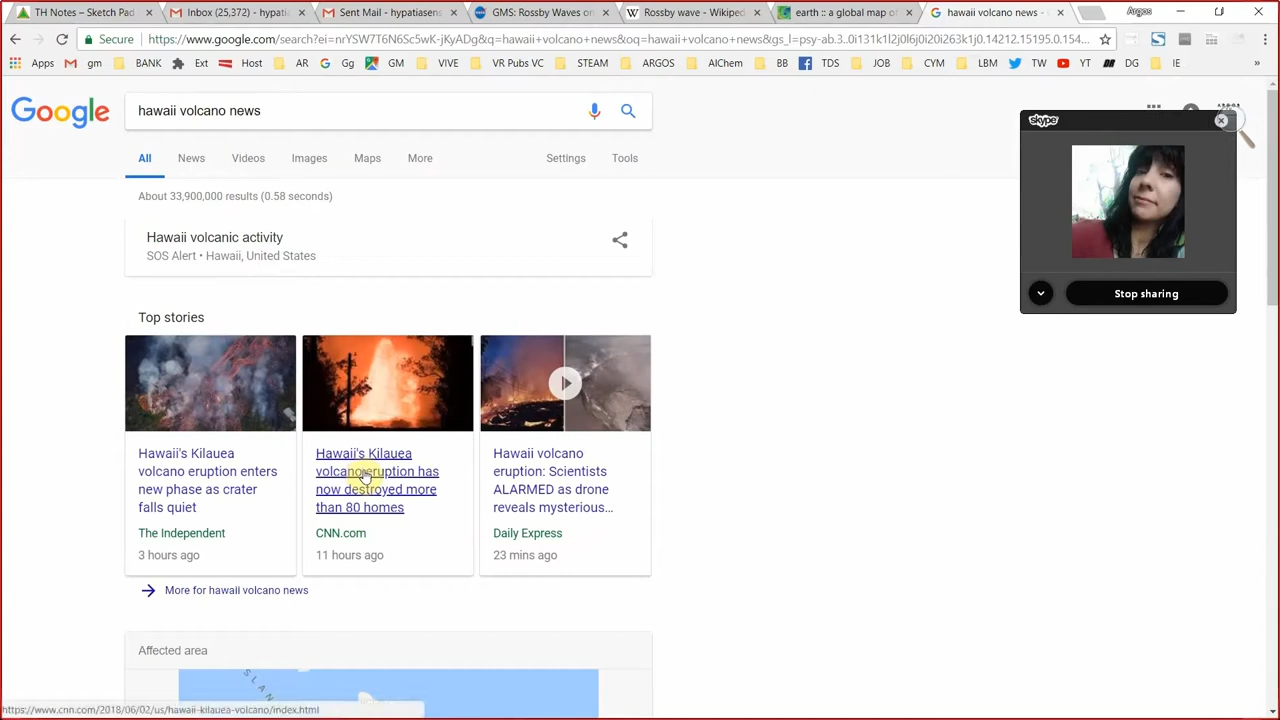 TH Notes – Sketch Pad
Inbox (25,372) - hypati
Sent Mail - hypatiasen
GMS: Rossby Waves on
Rossby wave - Wikiped
earth :: a global map of
hawaii volcano news -
Argos
Secure
https://www.google.com/search?ei=nrYSW7T6N6Sc5wK-jKyADg&q=hawaii+volcano+news&oq=hawaii+volcano+news&gs_l=psy-ab.3..0i131k1l2j0l6j0i20i263k1j0.14212.15195.0.154...
Apps
gm
BANK
Ext
Host
AR
Gg
GM
VIVE
VR Pubs VC
STEAM
ARGOS
AIChem
BB
TDS
JOB
CYM
LBM
TW
YT
DG
IE
»
Google
hawaii volcano news
All
News
Videos
Images
Maps
More
Settings
Tools
About 33,900,000 results (0.58 seconds)
Hawaii volcanic activity
SOS Alert • Hawaii, United States
skype
Stop sharing
Top stories
Hawaii's Kilauea
volcano eruption enters
new phase as crater
falls quiet
The Independent
3 hours ago
Hawaii's Kilauea
volcano eruption has
now destroyed more
than 80 homes
CNN.com
11 hours ago
Hawaii volcano
eruption: Scientists
ALARMED as drone
reveals mysterious...
Daily Express
23 mins ago
More for hawaii volcano news
Affected area
https://www.cnn.com/2018/06/02/us/hawaii-kilauea-volcano/index.html